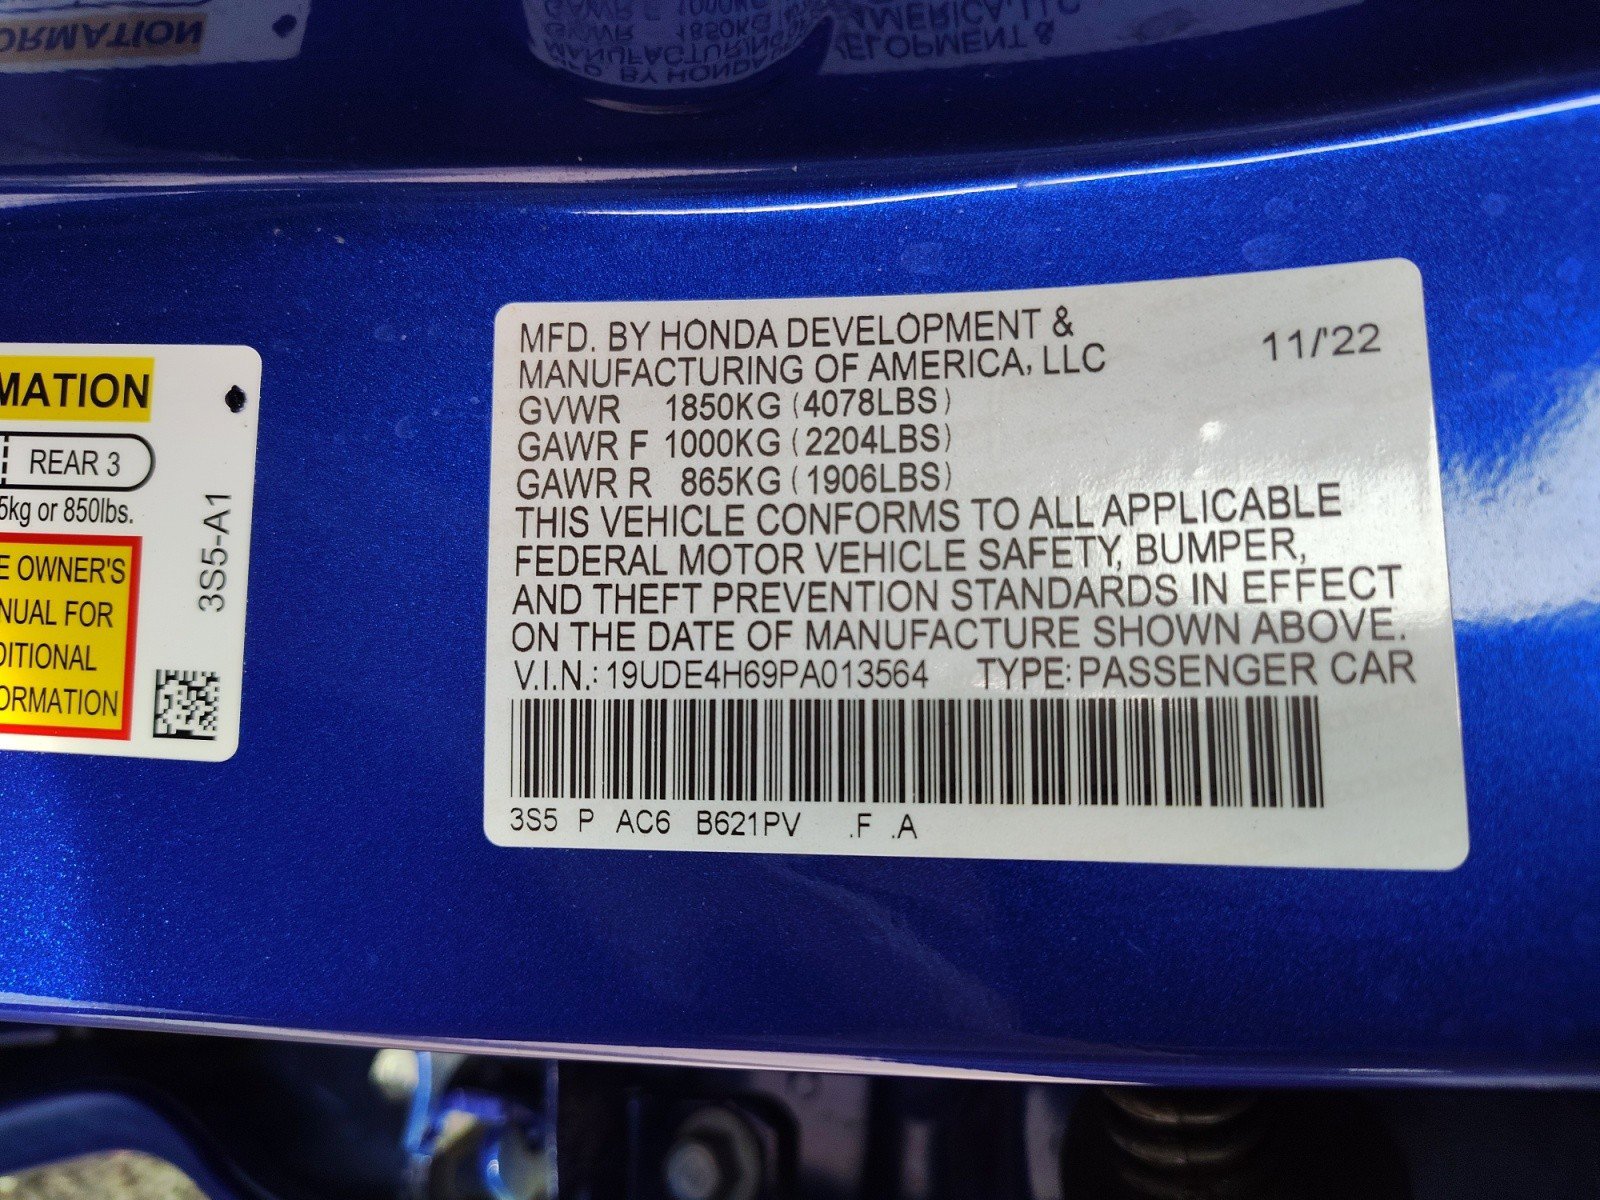 MATION
REAR 3
5kg or 850lbs.
E OWNER'S
NUAL FOR
DITIONAL
ORMATION
3S5-A1
MFD. BY HONDA DEVELOPMENT &
MANUFACTURING OF AMERICA, LLC
11/'22
GVWR 1850KG (4078LBS)
GAWR F 1000KG (2204LBS)
GAWR R 865KG (1906LBS)
THIS VEHICLE CONFORMS TO ALL APPLICABLE
FEDERAL MOTOR VEHICLE SAFETY, BUMPER,
AND THEFT PREVENTION STANDARDS IN EFFECT
ON THE DATE OF MANUFACTURE SHOWN ABOVE.
V.I.N.: 19UDE4H69PA013564 TYPE: PASSENGER CAR
3S5 P AC6 B621PV .F .A